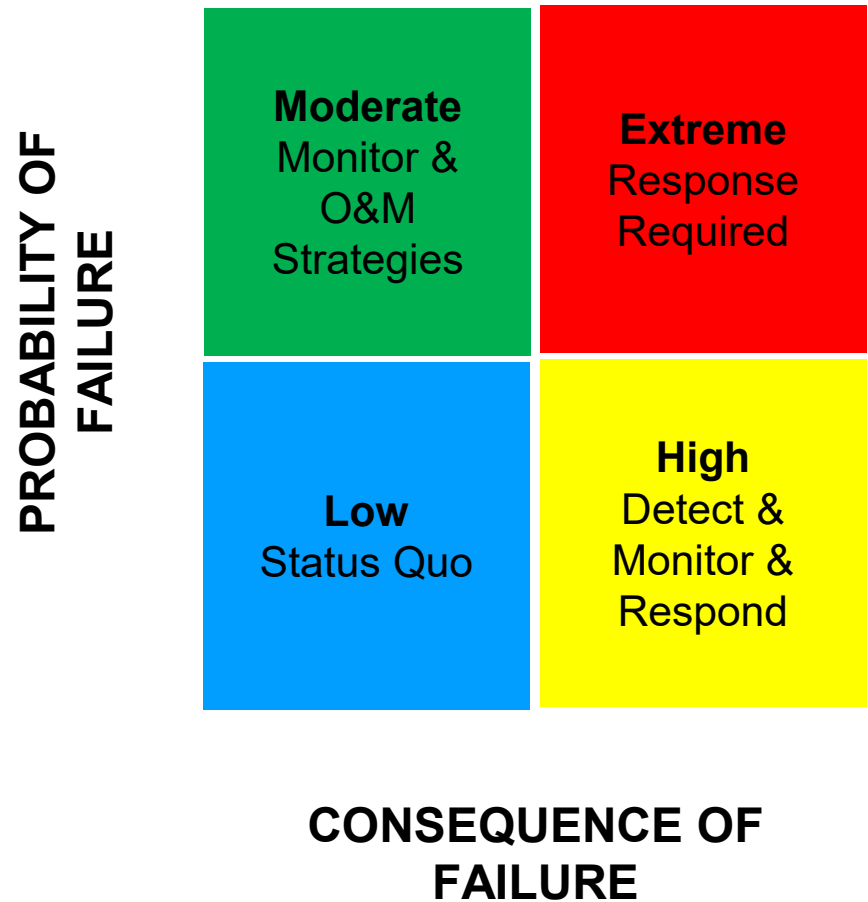 PROBABILITY OF
FAILURE
Moderate
Monitor &
O&M
Strategies
Extreme
Response
Required
Low
Status Quo
High
Detect &
Monitor &
Respond
CONSEQUENCE OF
FAILURE